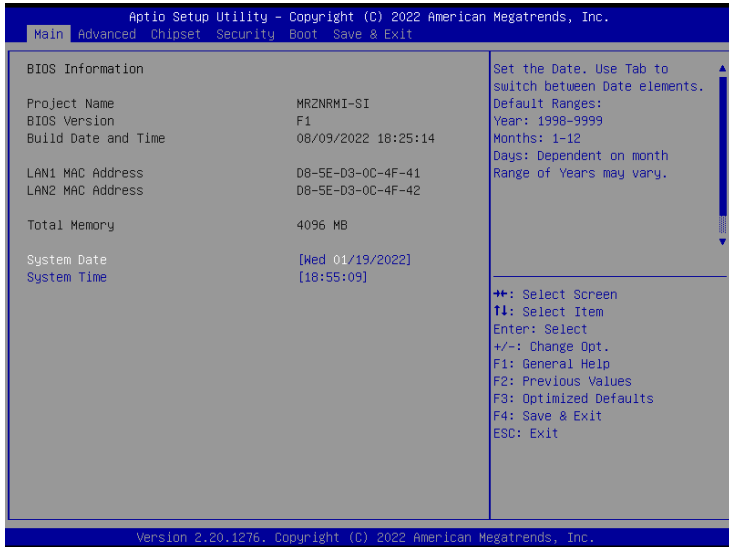 Aptio Setup Utility – Copyright (C) 2022 American Megatrends, Inc.
Main Advanced Chipset Security Boot Save & Exit
BIOS Information
Project Name MRZNRMI-SI
BIOS Version F1
Build Date and Time 08/09/2022 18:25:14
LAN1 MAC Address D8-5E-D3-0C-4F-41
LAN2 MAC Address D8-5E-D3-0C-4F-42
Total Memory 4096 MB
System Date [Wed 01/19/2022]
System Time [18:55:09]
Set the Date. Use Tab to
switch between Date elements.
Default Ranges:
Year: 1998-9999
Months: 1-12
Days: Dependent on month
Range of Years may vary.
→←: Select Screen
↑↓: Select Item
Enter: Select
+/-: Change Opt.
F1: General Help
F2: Previous Values
F3: Optimized Defaults
F4: Save & Exit
ESC: Exit
Version 2.20.1276. Copyright (C) 2022 American Megatrends, Inc.